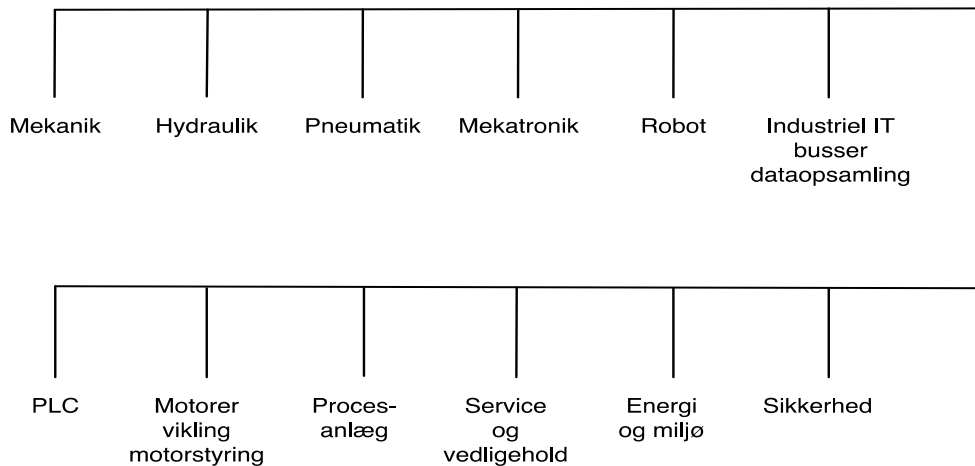 Mekanik
Hydraulik
Pneumatik
Mekatronik
Robot
Industriel IT
busser
dataopsamling
PLC
Motorer
vikling
motorstyring
Proces-
anlæg
Service
og
vedligehold
Energi
og miljø
Sikkerhed